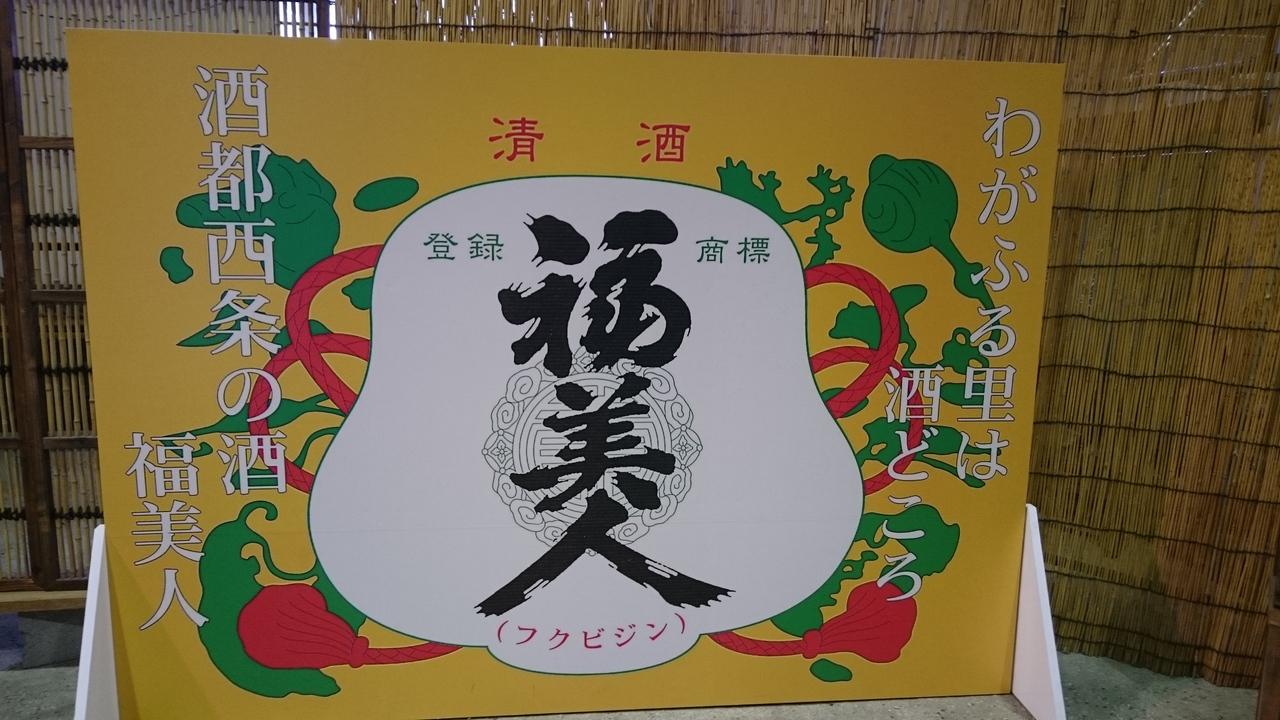 わがふる里は
酒どころ
清酒
登録 商標
福美人
(フクビジン)
酒都西条の酒
福美人